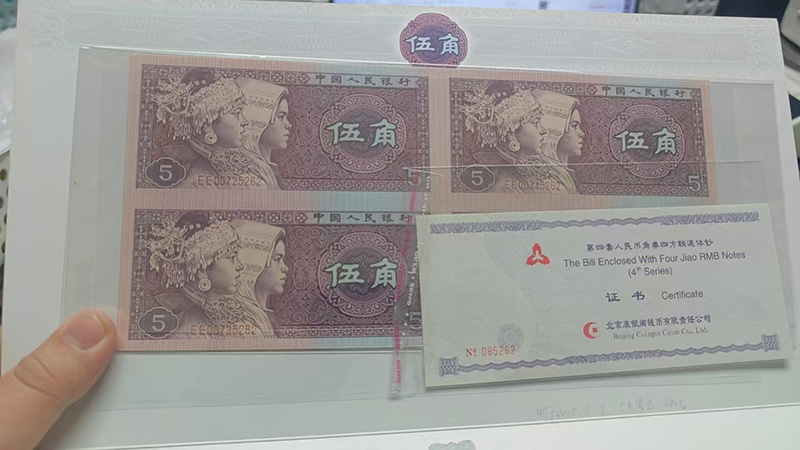 伍角
中国人民银行
伍角
5
EE00725262
5
中国人民银行
伍角
5
5
中国人民银行
伍角
5
EE00735262
第四套人民币角券四方联连体钞
The Bill Enclosed With Four Jiao RMB Notes
(4th Series)
证书 Certificate
北京康银阁钱币有限责任公司
Beijing Coingot Coins Co., Ltd.
No 085262